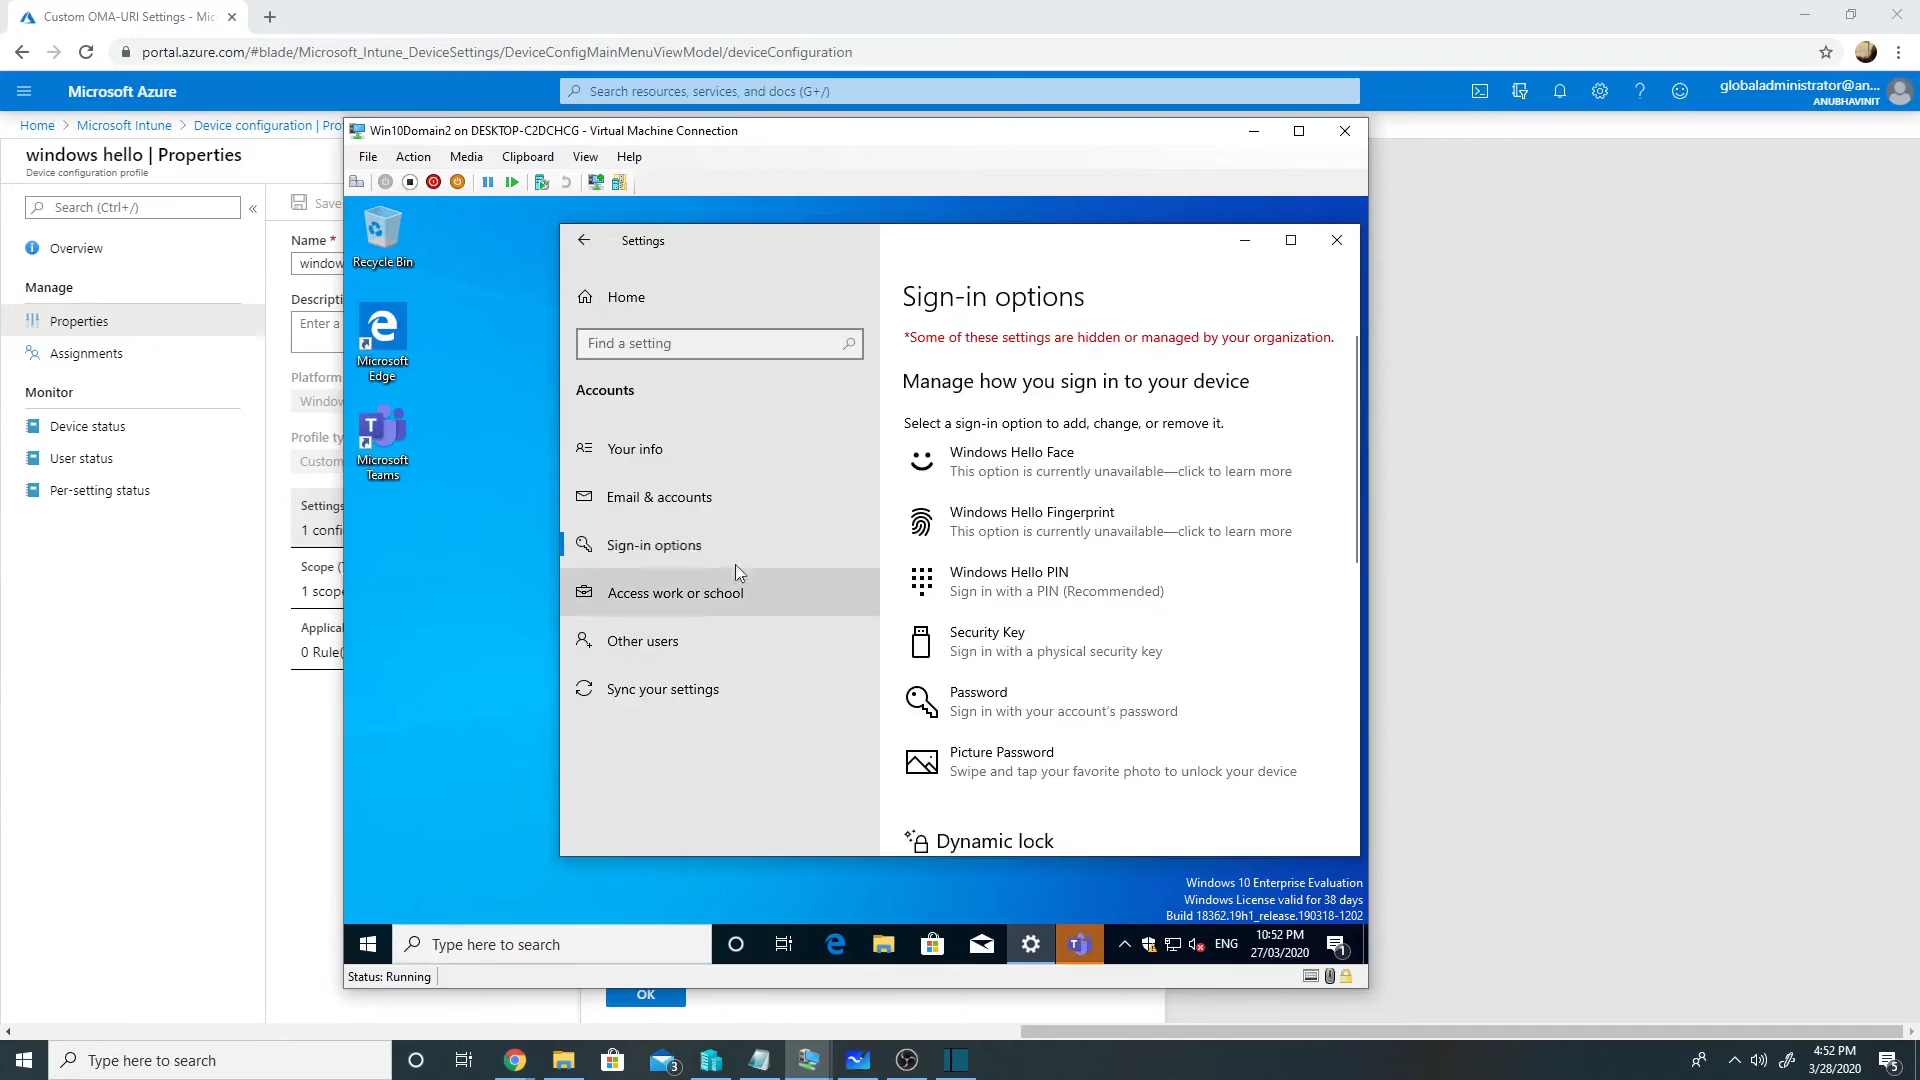 Custom OMA-URI Settings - Mic
portal.azure.com/#blade/Microsoft_Intune_DeviceSettings/DeviceConfigMainMenuViewModel/deviceConfiguration
Microsoft Azure
Search resources, services, and docs (G+/)
globaladministrator@an...
ANUBHAVINIT
Home > Microsoft Intune > Device configuration | Pro
windows hello | Properties
Device configuration profile
Search (Ctrl+/)
«
Overview
Manage
Properties
Assignments
Monitor
Device status
User status
Per-setting status
Save
Name *
window
Descripti
Enter a
Platform
Window
Profile ty
Custom
Settings
1 confi
Scope (T
1 scope
Applical
0 Rule(
OK
Win10Domain2 on DESKTOP-C2DCHCG - Virtual Machine Connection
File Action Media Clipboard View Help
Recycle Bin
Microsoft
Edge
Microsoft
Teams
Settings
Home
Find a setting
Accounts
Your info
Email & accounts
Sign-in options
Access work or school
Other users
Sync your settings
Sign-in options
*Some of these settings are hidden or managed by your organization.
Manage how you sign in to your device
Select a sign-in option to add, change, or remove it.
Windows Hello Face
This option is currently unavailable—click to learn more
Windows Hello Fingerprint
This option is currently unavailable—click to learn more
Windows Hello PIN
Sign in with a PIN (Recommended)
Security Key
Sign in with a physical security key
Password
Sign in with your account's password
Picture Password
Swipe and tap your favorite photo to unlock your device
Dynamic lock
Windows 10 Enterprise Evaluation
Windows License valid for 38 days
Build 18362.19h1_release.190318-1202
Type here to search
ENG
10:52 PM
27/03/2020
1
Status: Running
Type here to search
3
4:52 PM
3/28/2020
5